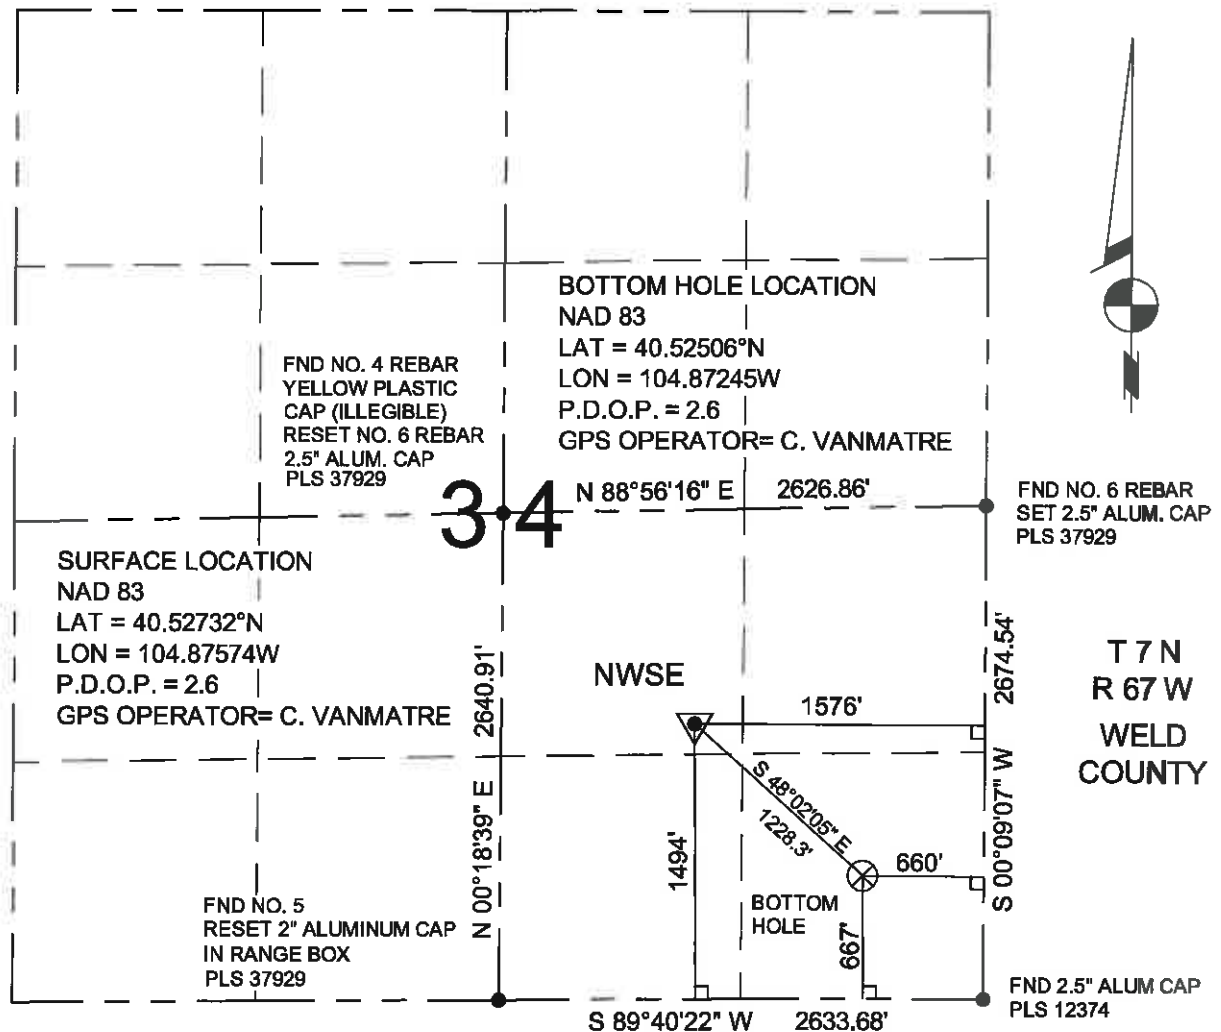 BOTTOM HOLE LOCATION
NAD 83
LAT = 40.52506°N
LON = 104.87245W
P.D.O.P. = 2.6
GPS OPERATOR= C. VANMATRE
FND NO. 4 REBAR
YELLOW PLASTIC
CAP (ILLEGIBLE)
RESET NO. 6 REBAR
2.5" ALUM. CAP
PLS 37929
34
N 88°56'16" E 2626.86'
FND NO. 6 REBAR
SET 2.5" ALUM. CAP
PLS 37929
SURFACE LOCATION
NAD 83
LAT = 40.52732°N
LON = 104.87574W
P.D.O.P. = 2.6
GPS OPERATOR= C. VANMATRE
N 00°18'39" E 2640.91'
NWSE
1576'
S 00°09'07" W 2674.54'
T 7 N
R 67 W
WELD
COUNTY
S 48°02'05" E
1228.3'
1494'
660'
BOTTOM
HOLE
667'
FND NO. 5
RESET 2" ALUMINUM CAP
IN RANGE BOX
PLS 37929
FND 2.5" ALUM CAP
PLS 12374
S 89°40'22" W 2633.68'